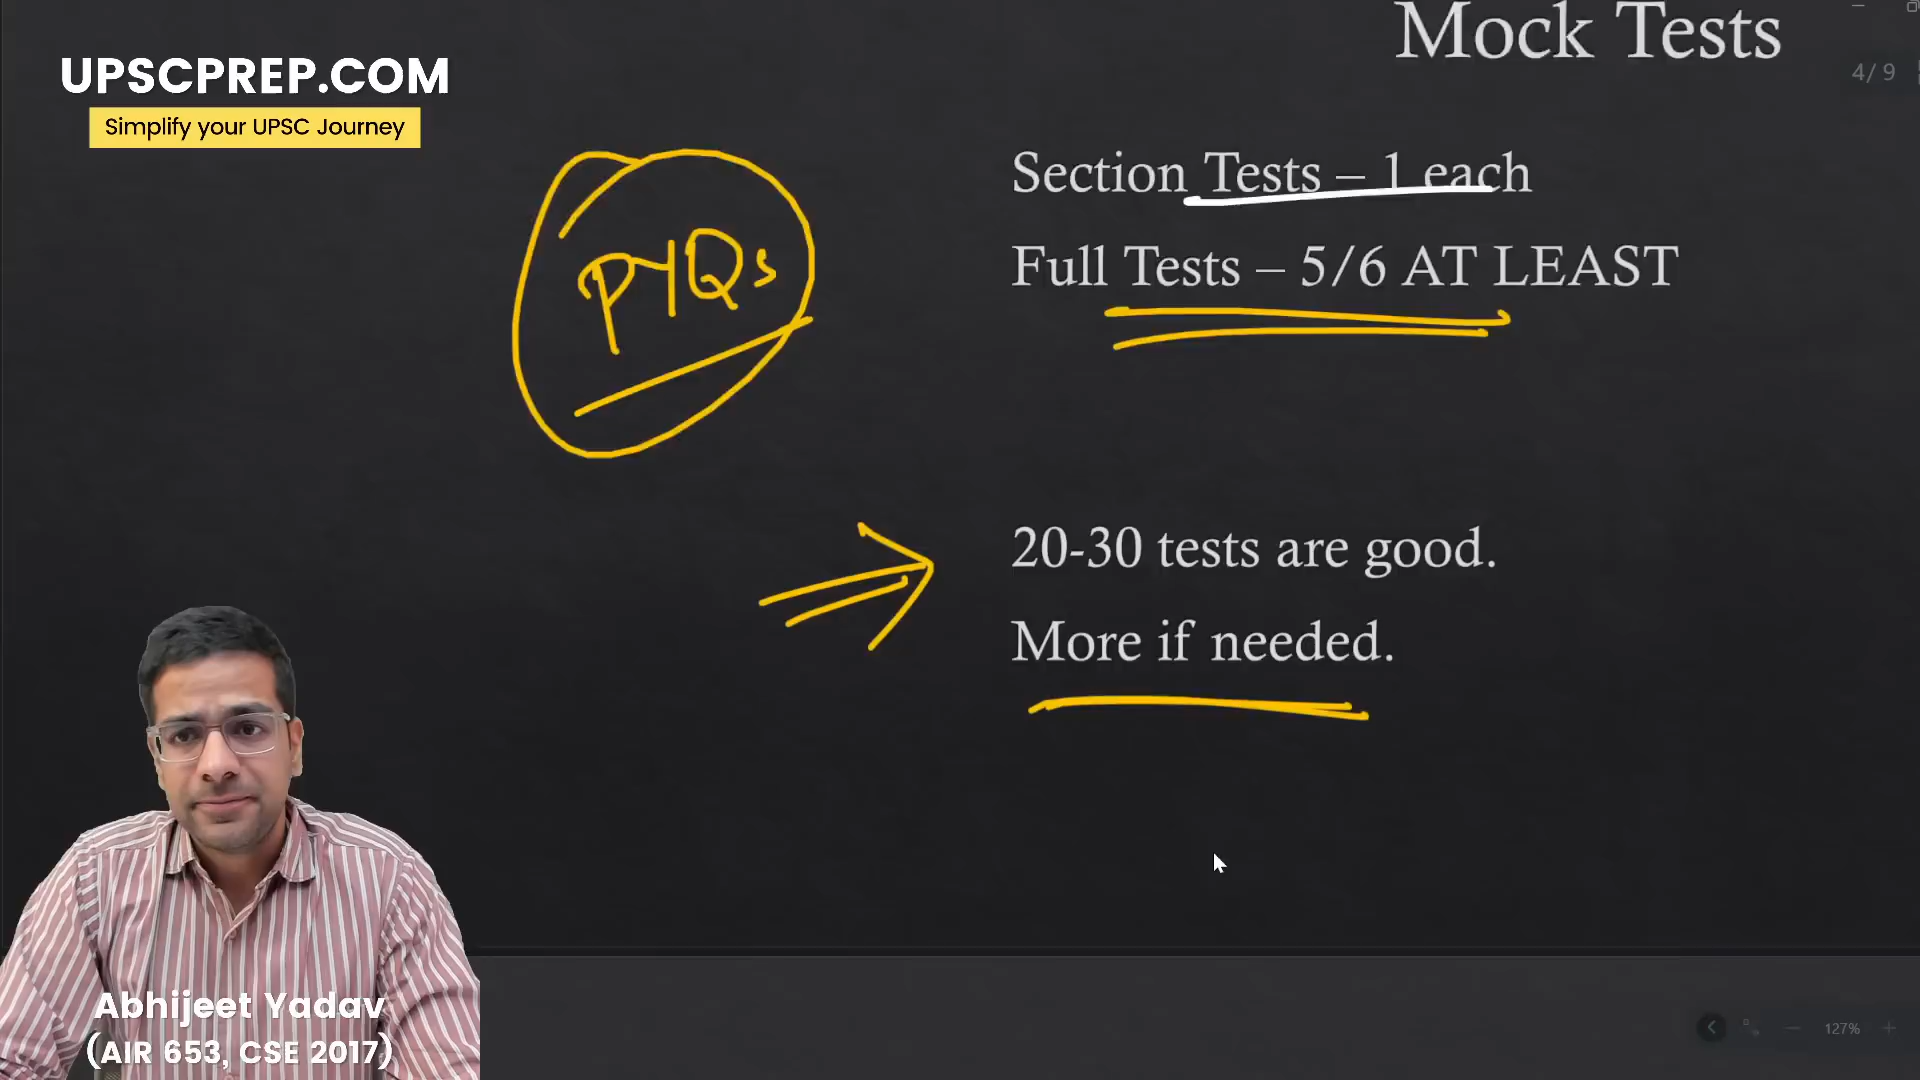 Mock Tests
4/ 9
UPSCPREP.COM
Simplify your UPSC Journey
Section Tests – 1 each
Full Tests – 5/6 AT LEAST
PYQs
20-30 tests are good.
More if needed.
Abhijeet Yadav
(AIR 653, CSE 2017)
127%